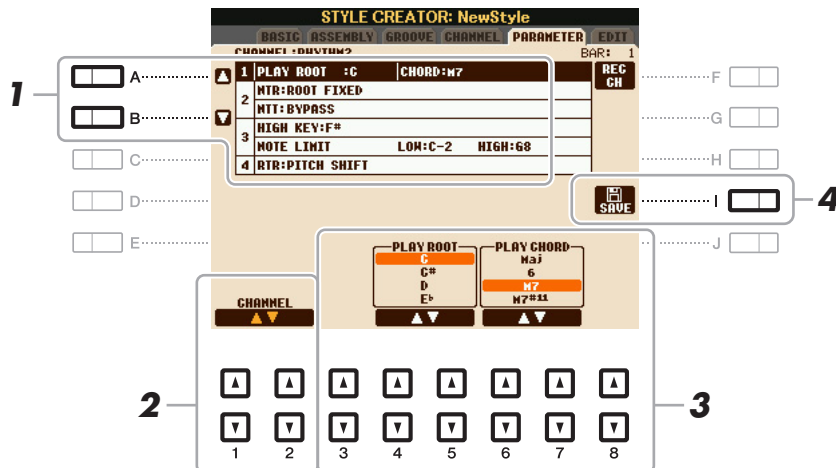 STYLE CREATOR: NewStyle
BASIC ASSEMBLY GROOVE CHANNEL PARAMETER EDIT
CHANNEL:RHYTHM2 BAR: 1
1 PLAY ROOT :C CHORD:M7 REC CH
2 NTR:ROOT FIXED
NTT:BYPASS
3 HIGH KEY:F#
NOTE LIMIT LOW:C-2 HIGH:G8
4 RTR:PITCH SHIFT
SAVE
1
A
B
C
D
E
F
G
H
I
J
4
PLAY ROOT PLAY CHORD
C Maj
C# 6
D M7
E♭ M7#11
CHANNEL
2
3
1 2 3 4 5 6 7 8